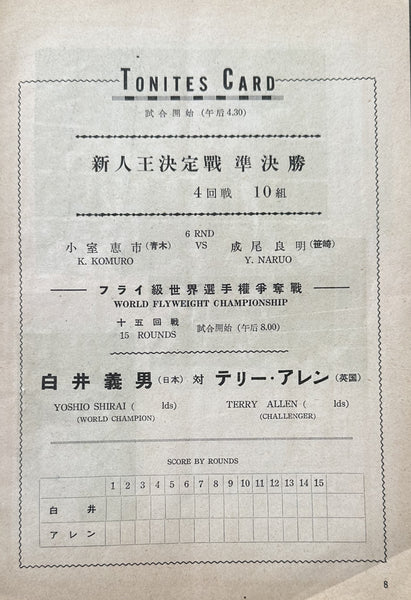 TONITES CARD
試合開始 (午后4.30)
新人王決定戰 準決勝
4回戦 10組
6 RND
小室恵市(青木) VS 成尾良明(笹崎)
K. KOMURO Y. NARUO
フライ級世界選手權爭奪戰
WORLD FLYWEIGHT CHAMPIONSHIP
十五回戦 試合開始 (午后8.00)
15 ROUNDS
白井義男(日本) 対 テリー・アレン(英国)
YOSHIO SHIRAI ( lds) TERRY ALLEN ( lds)
(WORLD CHAMPION) (CHALLENGER)
SCORE BY ROUNDS
1 2 3 4 5 6 7 8 9 10 11 12 13 14 15
白井
アレン
8